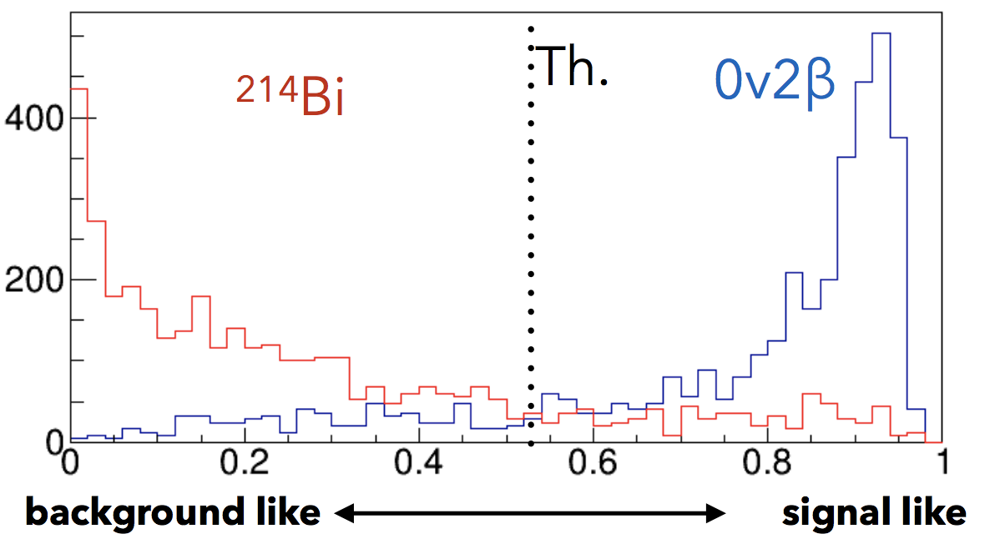 ²¹⁴Bi
Th.
0v2β
400
200
0
0 0.2 0.4 0.6 0.8 1
background like signal like